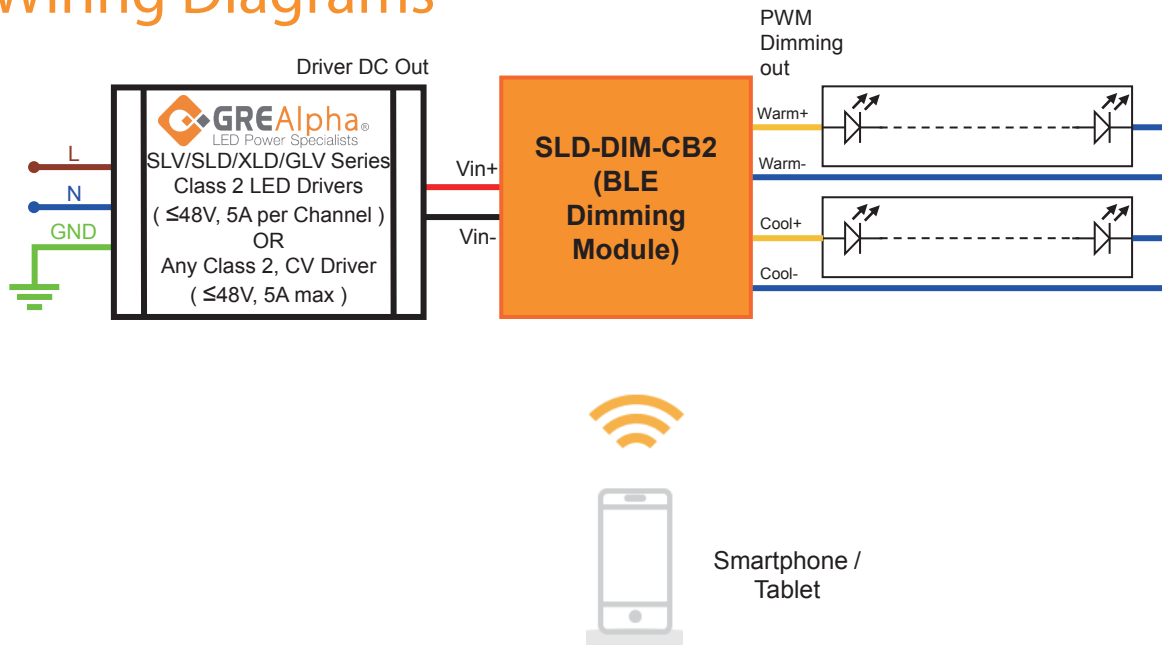 Wiring Diagrams
Driver DC Out
PWM
Dimming
out
L
N
GND
GREAlpha®
LED Power Specialists
SLV/SLD/XLD/GLV Series
Class 2 LED Drivers
( ≤48V, 5A per Channel )
OR
Any Class 2, CV Driver
( ≤48V, 5A max )
Vin+
Vin-
SLD-DIM-CB2
(BLE
Dimming
Module)
Warm+
Warm-
Cool+
Cool-
Smartphone /
Tablet